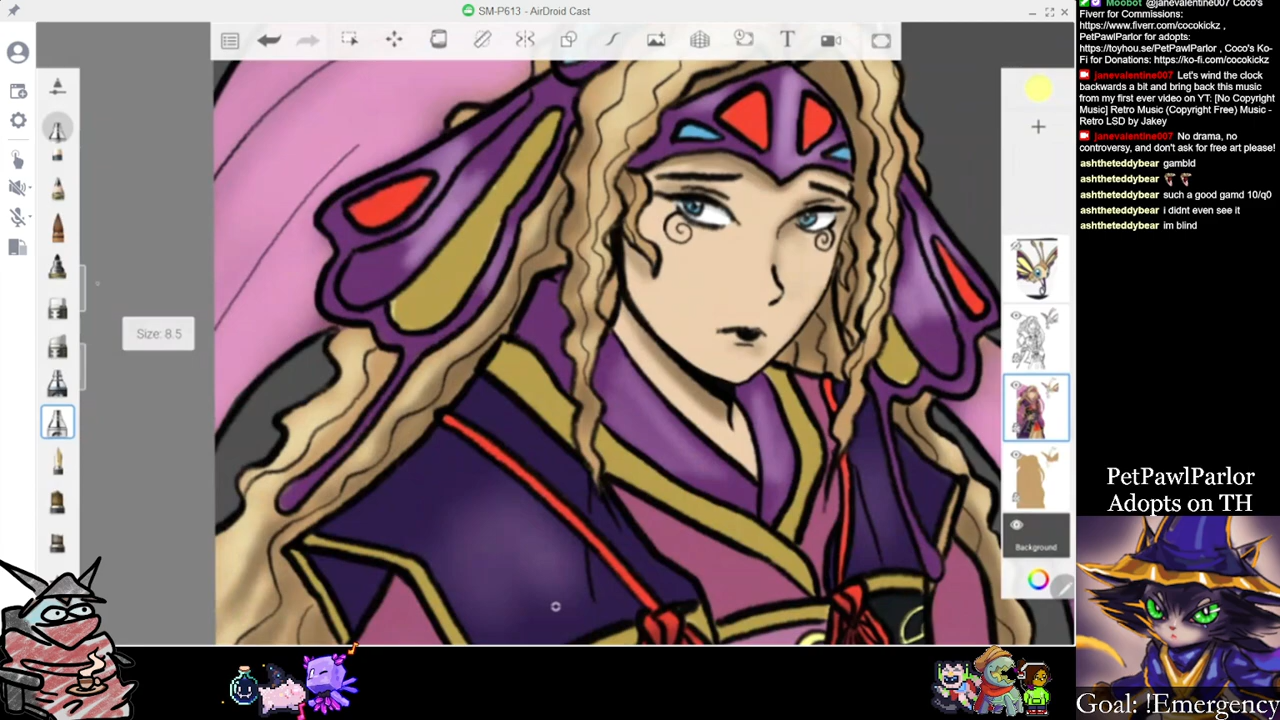 SM-P613 - AirDroid Cast
T
Size: 8.5
Background
Moobot: @janevalentine007 Coco's
Fiverr for Commissions:
https://www.fiverr.com/cocokickz ,
PetPawlParlor for adopts:
https://toyhou.se/PetPawlParlor , Coco's Ko-
Fi for Donations: https://ko-fi.com/cocokickz
janevalentine007 Let's wind the clock
backwards a bit and bring back this music
from my first ever video on YT: [No Copyright
Music] Retro Music (Copyright Free) Music -
Retro LSD by Jakey
janevalentine007 No drama, no
controversy, and don't ask for free art please!
ashtheteddybear gambld
ashtheteddybear
ashtheteddybear such a good gamd 10/q0
ashtheteddybear i didnt even see it
ashtheteddybear im blind
PetPawlParlor
Adopts on TH
Goal: !Emergency